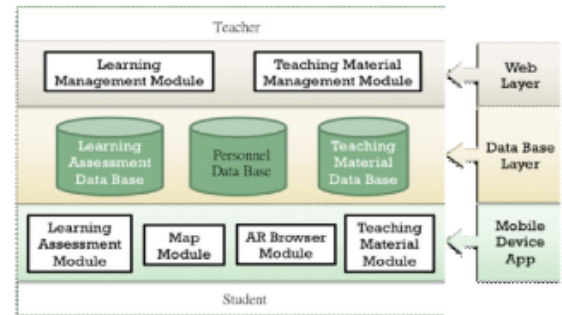 Teacher
Learning
Management Module
Teaching Material
Management Module
Web
Layer
Learning
Assessment
Data Base
Personnel
Data Base
Teaching
Material
Data Base
Data Base
Layer
Learning
Assessment
Module
Map
Module
AR Browser
Module
Teaching
Material
Module
Mobile
Device
App
Student